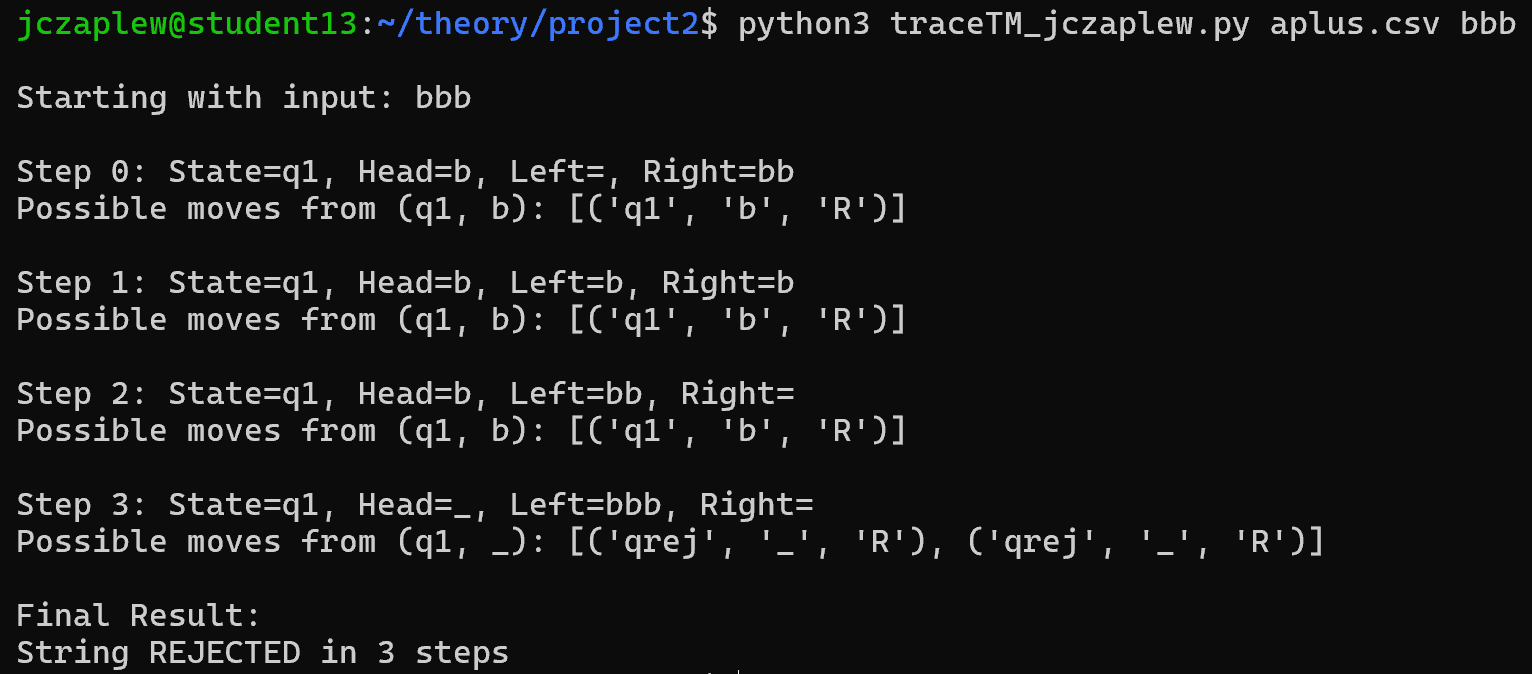 jczaplew@student13:~/theory/project2$ python3 traceTM_jczaplew.py aplus.csv bbb
Starting with input: bbb
Step 0: State=q1, Head=b, Left=, Right=bb
Possible moves from (q1, b): [('q1', 'b', 'R')]
Step 1: State=q1, Head=b, Left=b, Right=b
Possible moves from (q1, b): [('q1', 'b', 'R')]
Step 2: State=q1, Head=b, Left=bb, Right=
Possible moves from (q1, b): [('q1', 'b', 'R')]
Step 3: State=q1, Head=_, Left=bbb, Right=
Possible moves from (q1, _): [('qrej', '_', 'R'), ('qrej', '_', 'R')]
Final Result:
String REJECTED in 3 steps